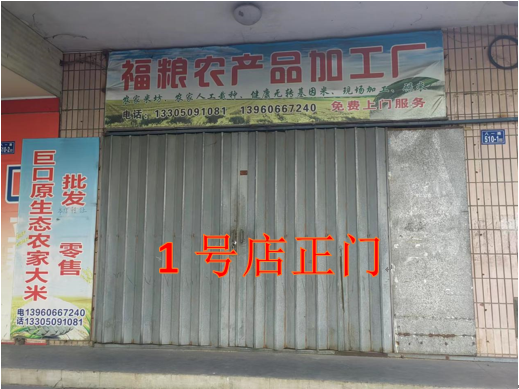 福粮农产品加工厂
农家米坊、农家人工育种、健康无转基因米、现场加工、
电话：13305091081 13960667240 免费上门服务
510-1
批发
零售
巨口原生态农家大米
电13960667240
话13305091081
1 号店正门